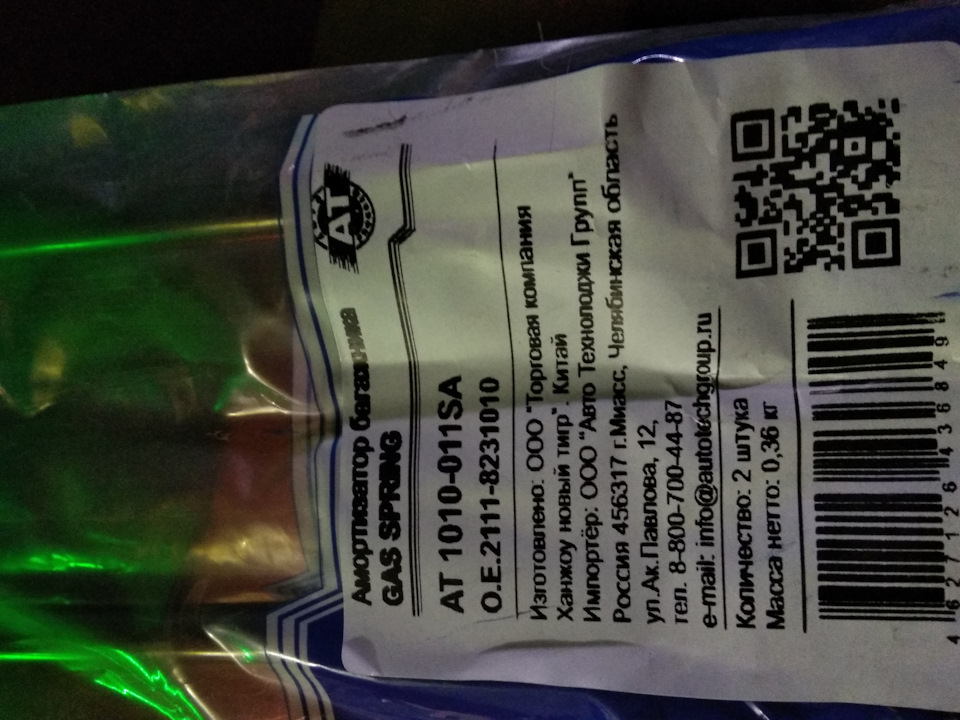 AT
Амортизатор багажника
GAS SPRING
AT 1010-011SA
O.E.2111-8231010
Изготовлено: ООО "Торговая компания
Ханжоу новый тигр". Китай
Импортёр: ООО "Авто Технолоджи Групп"
Россия 456317 г.Миасс, Челябинская область
ул.Ак.Павлова, 12,
тел. 8-800-700-44-87
e-mail: info@autotechgroup.ru
Количество: 2 штука
Масса нетто: 0,36 кг
4 627126 436849